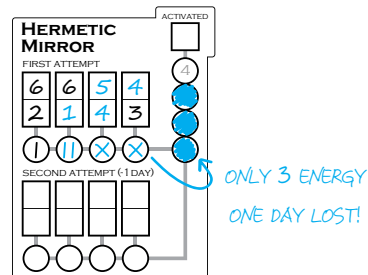 ACTIVATED
HERMETIC
MIRROR
FIRST ATTEMPT
4
6 6 5 4
2 1 4 3
1 11 X X
SECOND ATTEMPT (-1 DAY)
ONLY 3 ENERGY
ONE DAY LOST!